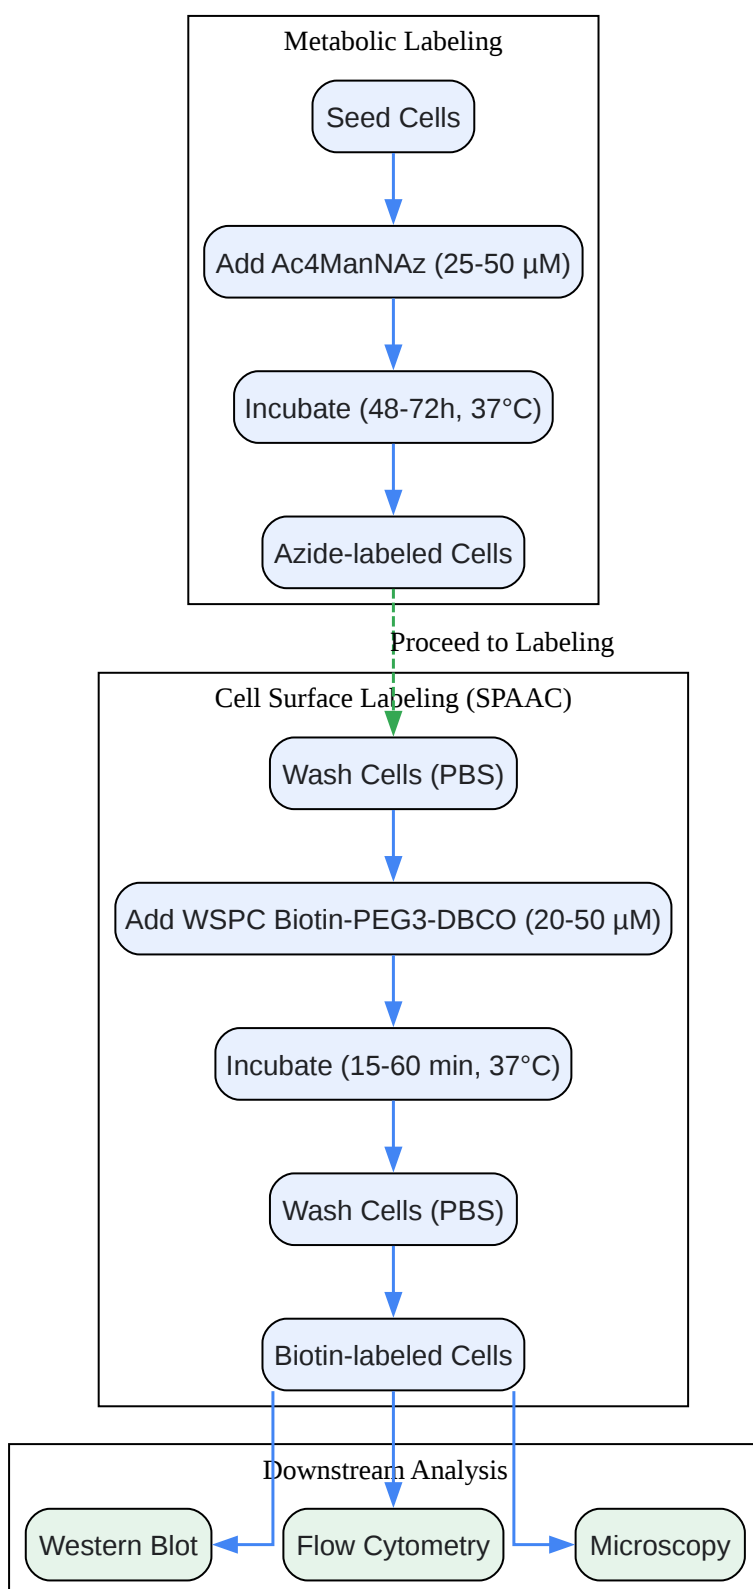 Metabolic Labeling
Seed Cells
Add Ac4ManNAz (25-50 µM)
Incubate (48-72h, 37°C)
Azide-labeled Cells
Proceed to Labeling
Cell Surface Labeling (SPAAC)
Wash Cells (PBS)
Add WSPC Biotin-PEG3-DBCO (20-50 µM)
Incubate (15-60 min, 37°C)
Wash Cells (PBS)
Biotin-labeled Cells
Downstream Analysis
Western Blot
Flow Cytometry
Microscopy